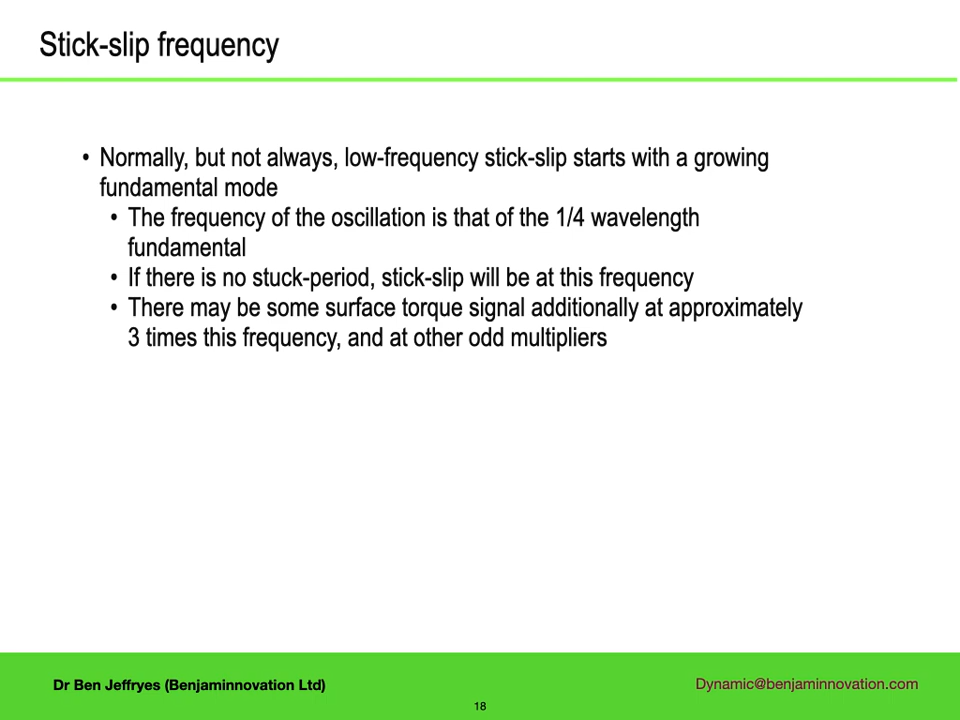 Stick-slip frequency
• Normally, but not always, low-frequency stick-slip starts with a growing
fundamental mode
• The frequency of the oscillation is that of the 1/4 wavelength
fundamental
• If there is no stuck-period, stick-slip will be at this frequency
• There may be some surface torque signal additionally at approximately
3 times this frequency, and at other odd multipliers
Dr Ben Jeffryes (Benjaminnovation Ltd)
Dynamic@benjaminnovation.com
18